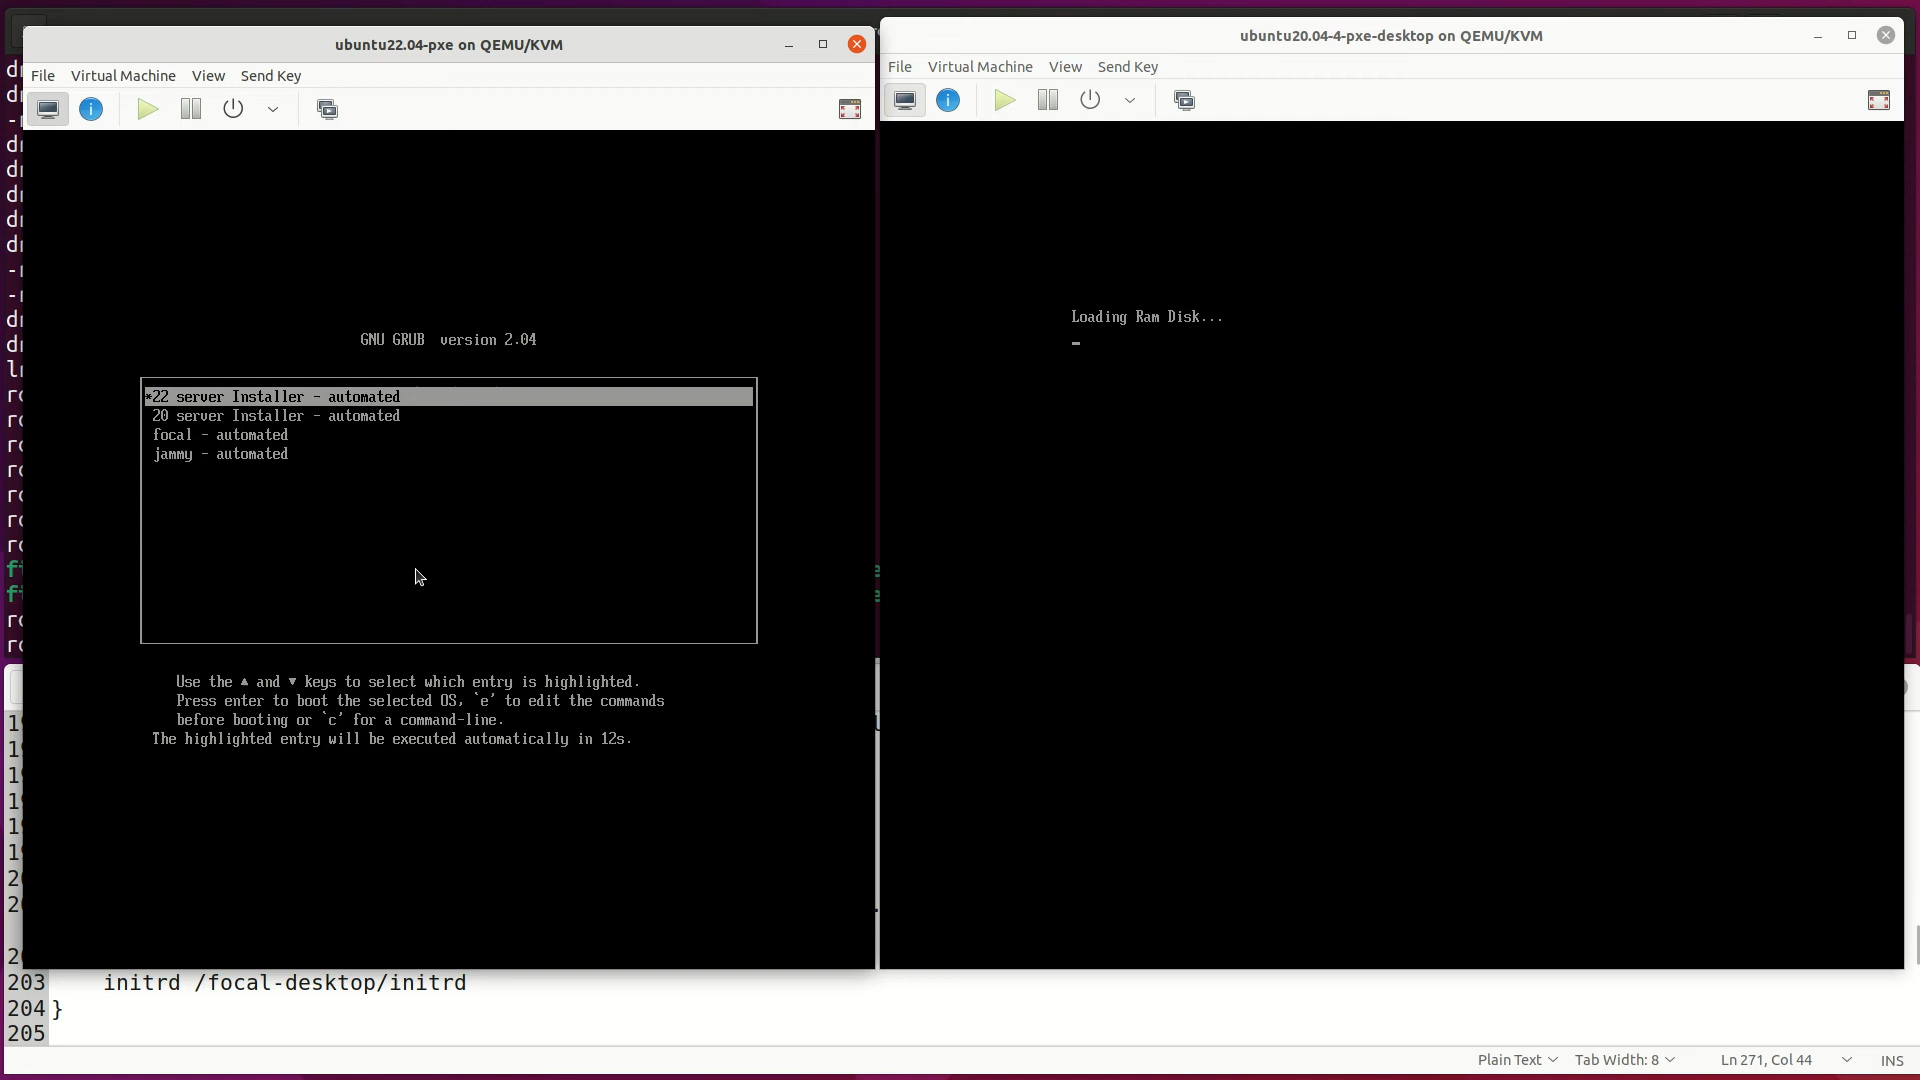 ubuntu22.04-pxe on QEMU/KVM
File Virtual Machine View Send Key
GNU GRUB version 2.04
*22 server Installer - automated
20 server Installer - automated
focal - automated
jammy - automated
Use the ▲ and ▼ keys to select which entry is highlighted.
Press enter to boot the selected OS, `e' to edit the commands
before booting or `c' for a command-line.
The highlighted entry will be executed automatically in 12s.
ubuntu20.04-4-pxe-desktop on QEMU/KVM
File Virtual Machine View Send Key
Loading Ram Disk...
203 initrd /focal-desktop/initrd
204 }
205
Plain Text Tab Width: 8 Ln 271, Col 44 INS